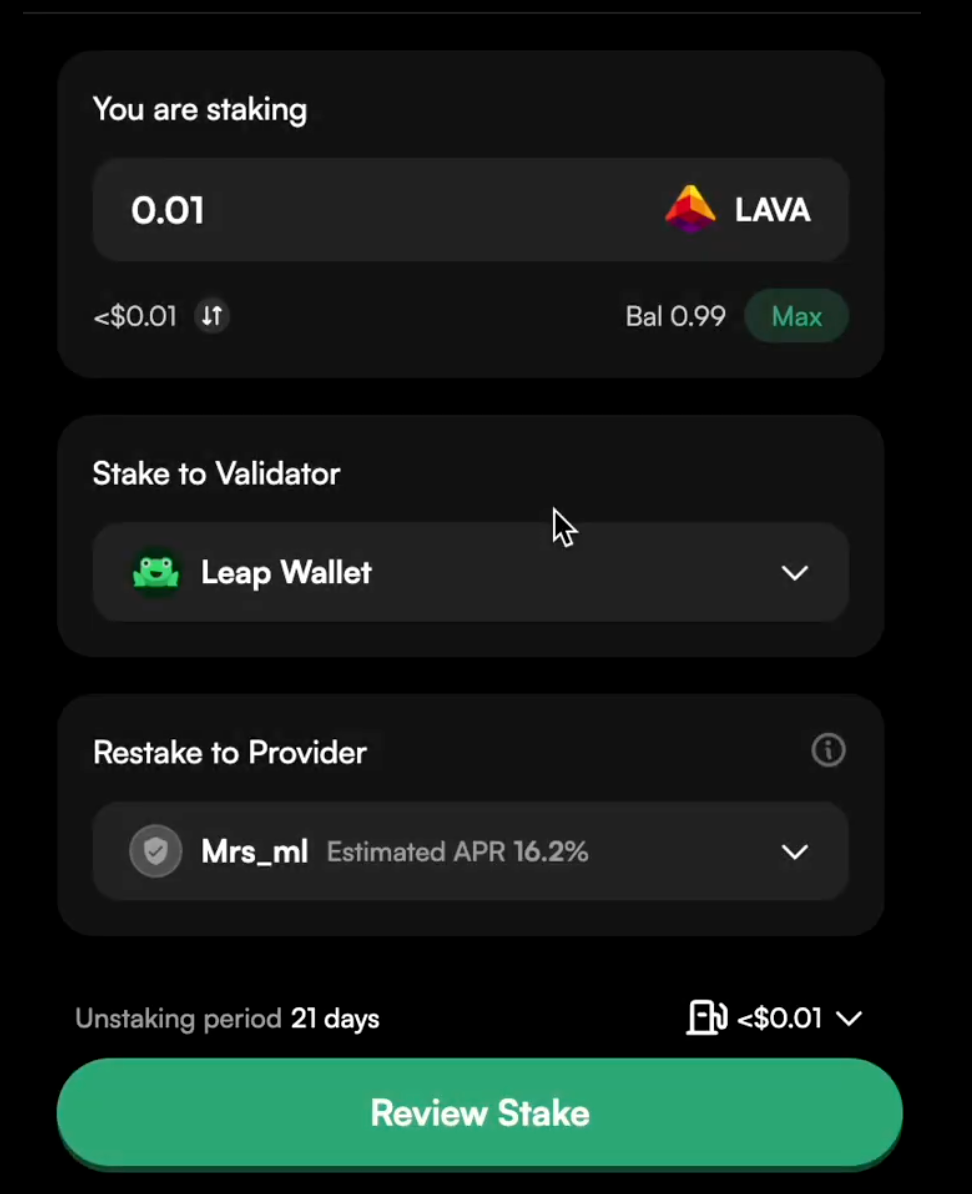 You are staking
0.01 LAVA
<$0.01 Bal 0.99 Max
Stake to Validator
Leap Wallet
Restake to Provider
Mrs_ml Estimated APR 16.2%
Unstaking period 21 days <$0.01
Review Stake